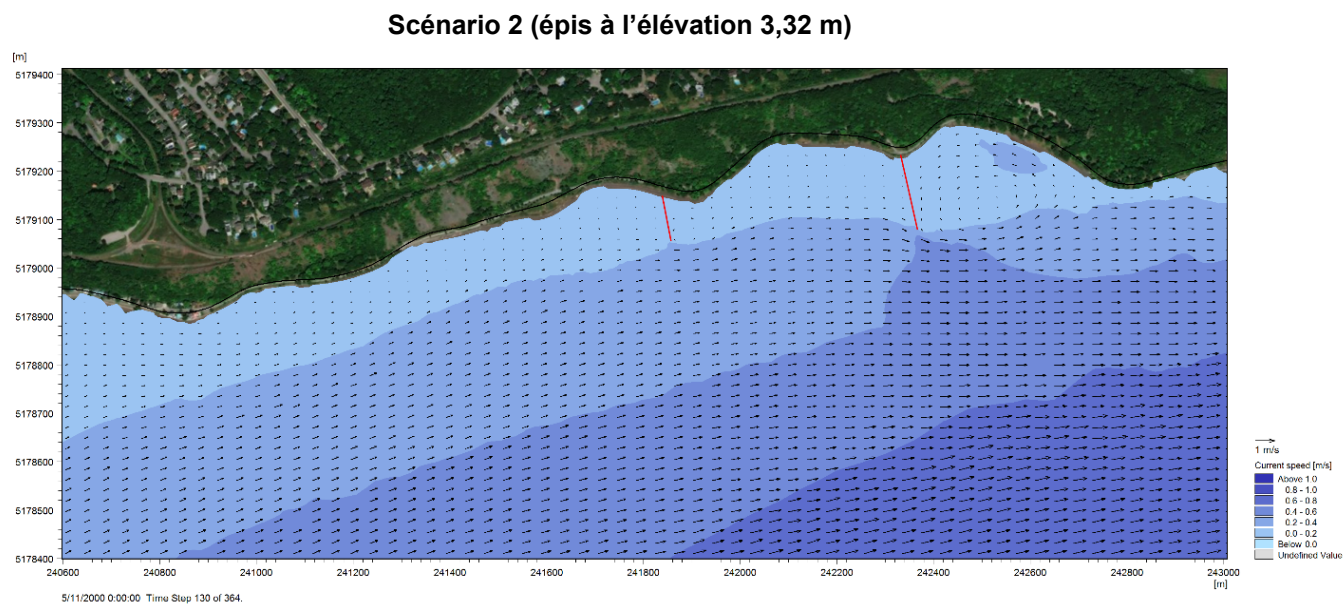 Scénario 2 (épis à l’élévation 3,32 m)
[m]
5179400
5179300
5179200
5179100
5179000
5178900
5178800
5178700
5178600
5178500
5178400
240600 240800 241000 241200 241400 241600 241800 242000 242200 242400 242600 242800 243000
[m]
1 m/s
Current speed [m/s]
Above 1.0
0.8 - 1.0
0.6 - 0.8
0.4 - 0.6
0.2 - 0.4
0.0 - 0.2
Below 0.0
Undefined Value
5/11/2000 0:00:00 Time Step 130 of 364.